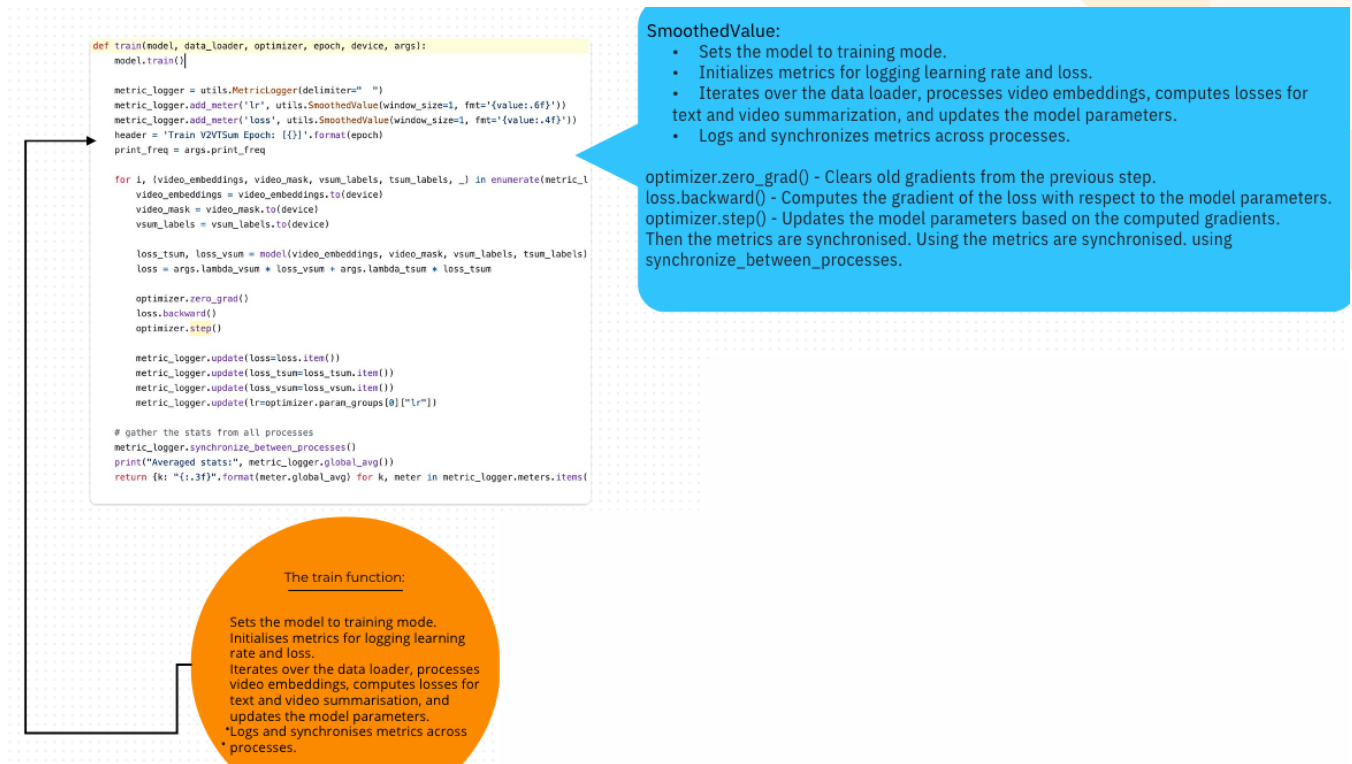 def train(model, data_loader, optimizer, epoch, device, args):
model.train()
metric_logger = utils.MetricLogger(delimiter="  ")
metric_logger.add_meter('lr', utils.SmoothedValue(window_size=1, fmt='{value:.6f}'))
metric_logger.add_meter('loss', utils.SmoothedValue(window_size=1, fmt='{value:.4f}'))
header = 'Train V2VTSum Epoch: [{}]'.format(epoch)
print_freq = args.print_freq
for i, (video_embeddings, video_mask, vsum_labels, tsum_labels, _) in enumerate(metric_l
video_embeddings = video_embeddings.to(device)
video_mask = video_mask.to(device)
vsum_labels = vsum_labels.to(device)
loss_tsum, loss_vsum = model(video_embeddings, video_mask, vsum_labels, tsum_labels)
loss = args.lambda_vsum * loss_vsum + args.lambda_tsum * loss_tsum
optimizer.zero_grad()
loss.backward()
optimizer.step()
metric_logger.update(loss=loss.item())
metric_logger.update(loss_tsum=loss_tsum.item())
metric_logger.update(loss_vsum=loss_vsum.item())
metric_logger.update(lr=optimizer.param_groups[0]["lr"])
# gather the stats from all processes
metric_logger.synchronize_between_processes()
print("Averaged stats:", metric_logger.global_avg())
return {k: "{:.3f}".format(meter.global_avg) for k, meter in metric_logger.meters.items(
SmoothedValue:
• Sets the model to training mode.
• Initializes metrics for logging learning rate and loss.
• Iterates over the data loader, processes video embeddings, computes losses for
text and video summarization, and updates the model parameters.
• Logs and synchronizes metrics across processes.
optimizer.zero_grad() - Clears old gradients from the previous step.
loss.backward() - Computes the gradient of the loss with respect to the model parameters.
optimizer.step() - Updates the model parameters based on the computed gradients.
Then the metrics are synchronised. Using the metrics are synchronised. using
synchronize_between_processes.
The train function:
Sets the model to training mode.
Initialises metrics for logging learning
rate and loss.
Iterates over the data loader, processes
video embeddings, computes losses for
text and video summarisation, and
updates the model parameters.
•Logs and synchronises metrics across
• processes.